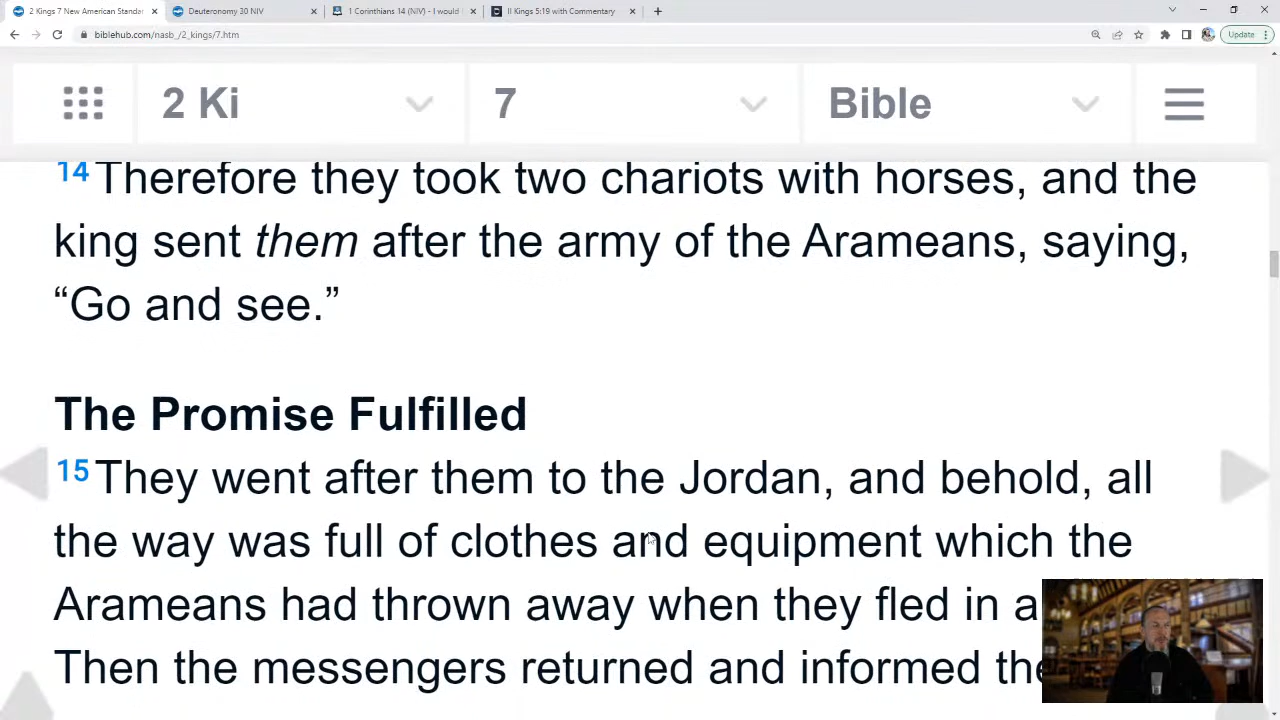 2 Kings 7 New American Standa
Deuteronomy 30 NIV
1 Corinthians 14 (NIV) - I would l
II Kings 5:19 with Commentary
biblehub.com/nasb_/2_kings/7.htm
Update
2 Ki
7
Bible
14 Therefore they took two chariots with horses, and the
king sent them after the army of the Arameans, saying,
“Go and see.”
The Promise Fulfilled
15 They went after them to the Jordan, and behold, all
the way was full of clothes and equipment which the
Arameans had thrown away when they fled in a
Then the messengers returned and informed the